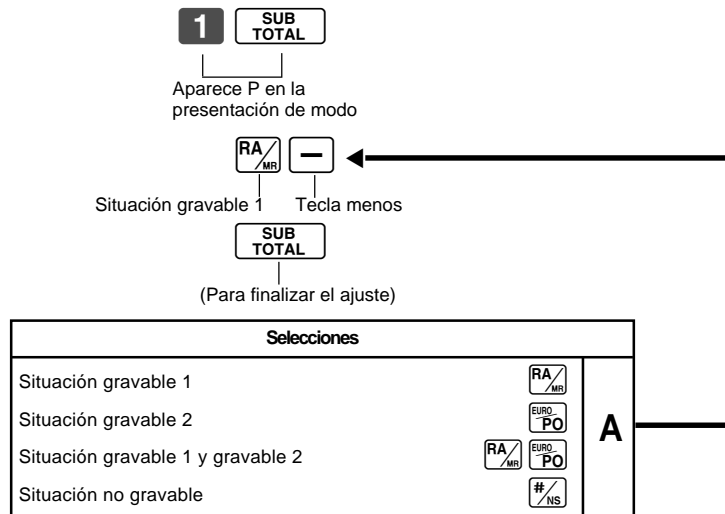 1 SUB TOTAL
Aparece P en la
presentación de modo
RA/MR −
Situación gravable 1 Tecla menos
SUB
TOTAL
(Para finalizar el ajuste)
Selecciones
Situación gravable 1 RA/MR
Situación gravable 2 EURO/PO
Situación gravable 1 y gravable 2 RA/MR EURO/PO
Situación no gravable #/NS
A